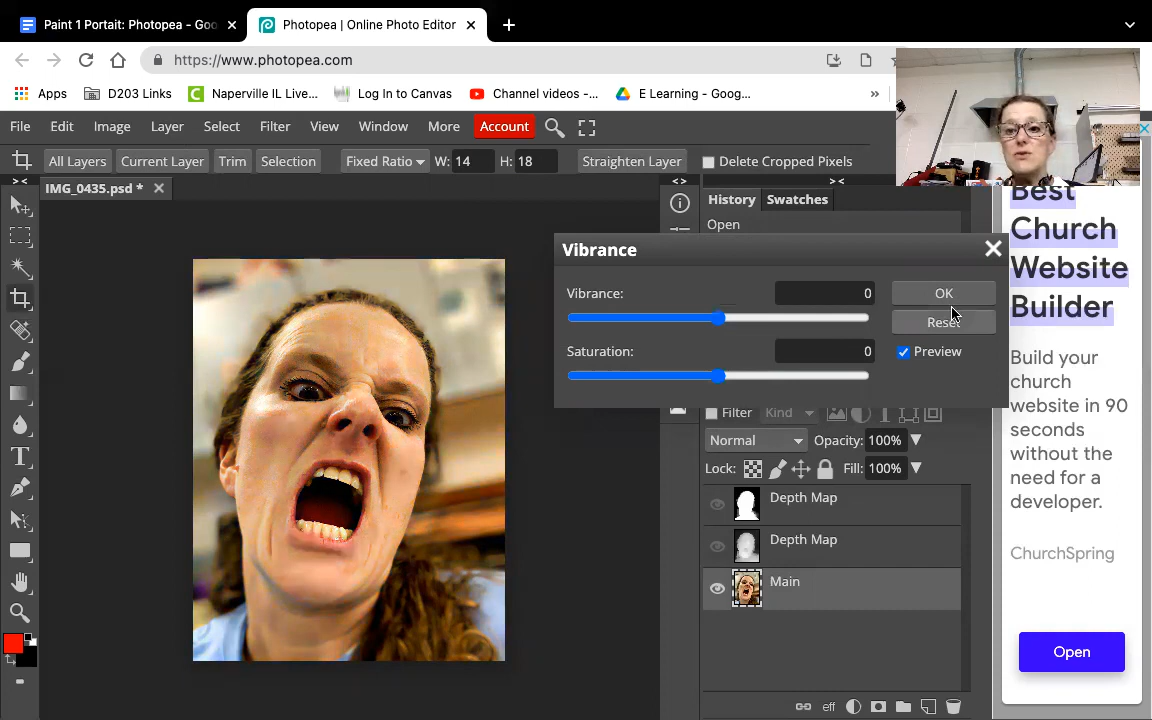 Paint 1 Portait: Photopea - Goo
Photopea | Online Photo Editor
https://www.photopea.com
Apps
D203 Links
Naperville IL Live...
Log In to Canvas
Channel videos -...
E Learning - Goog...
»
File Edit Image Layer Select Filter View Window More Account
All Layers Current Layer Trim Selection Fixed Ratio W: 14 H: 18 Straighten Layer Delete Cropped Pixels
IMG_0435.psd *
> <
< >
> <
History Swatches
Open
Vibrance
Vibrance: 0
OK
Reset
Saturation: 0
Preview
Filter Kind
Normal Opacity: 100%
Lock: Fill: 100%
Depth Map
Depth Map
Main
eff
Best
Church
Website
Builder
Build your
church
website in 90
seconds
without the
need for a
developer.
ChurchSpring
Open